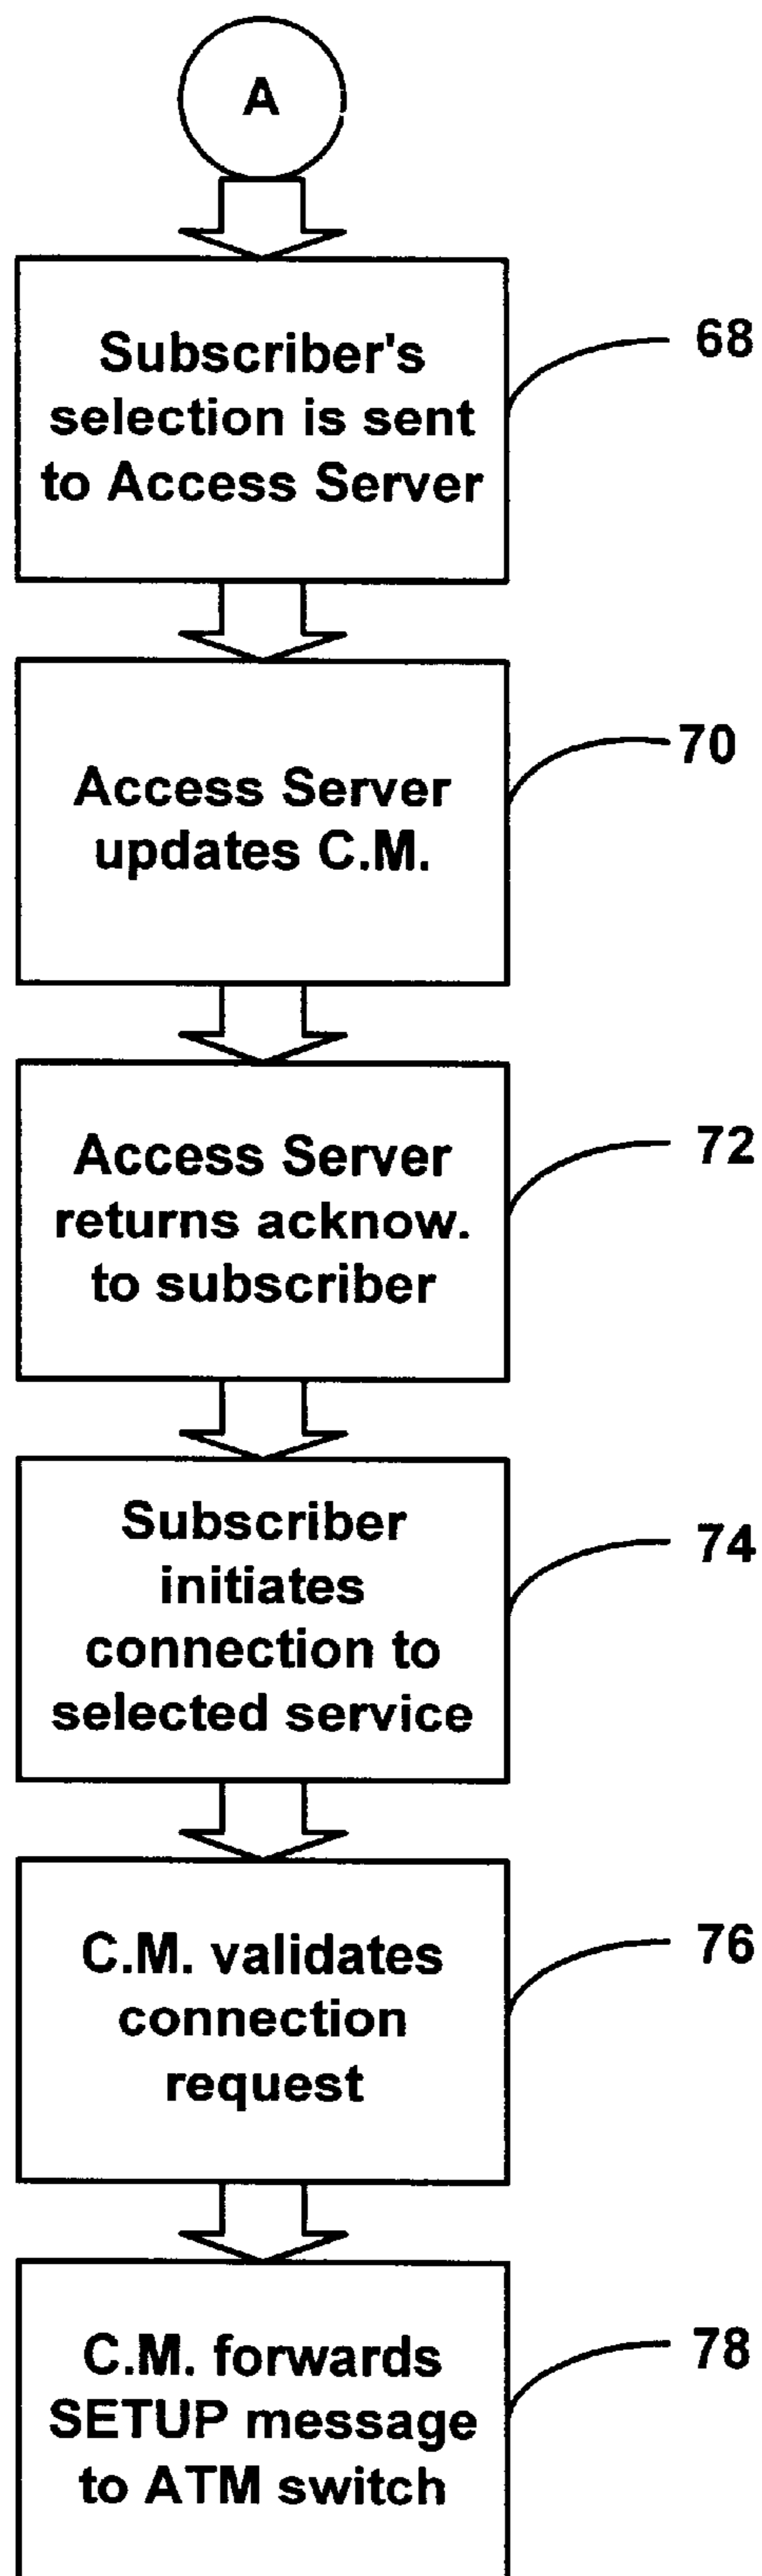 A
Subscriber's
selection is sent
to Access Server
68
Access Server
updates C.M.
70
Access Server
returns acknow.
to subscriber
72
Subscriber
initiates
connection to
selected service
74
C.M. validates
connection
request
76
C.M. forwards
SETUP message
to ATM switch
78